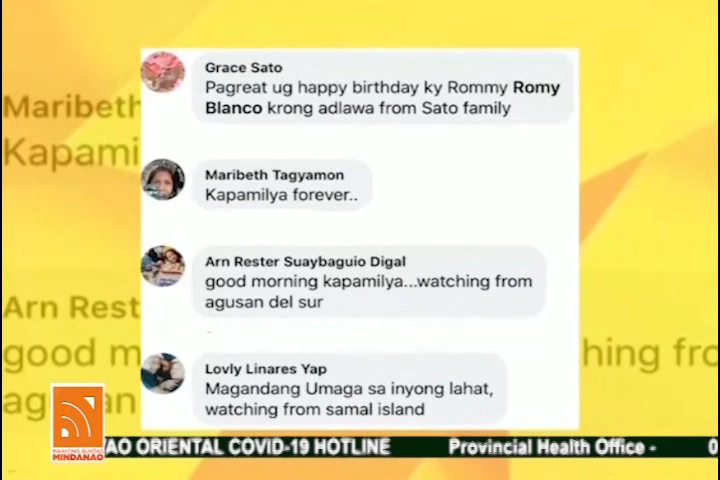 Grace Sato
Pagreat ug happy birthday ky Rommy Romy
Blanco krong adlawa from Sato family
Maribeth Tagyamon
Kapamilya forever..
Arn Rester Suaybaguio Digal
good morning kapamilya...watching from
agusan del sur
Lovly Linares Yap
Magandang Umaga sa inyong lahat,
watching from samal island
Maribeth
Kapami
Arn Rest
good m
hing fro
MAAYONG BUNTAG
MINDANAO
AO ORIENTAL COVID-19 HOTLINE Provincial Health Office - 0